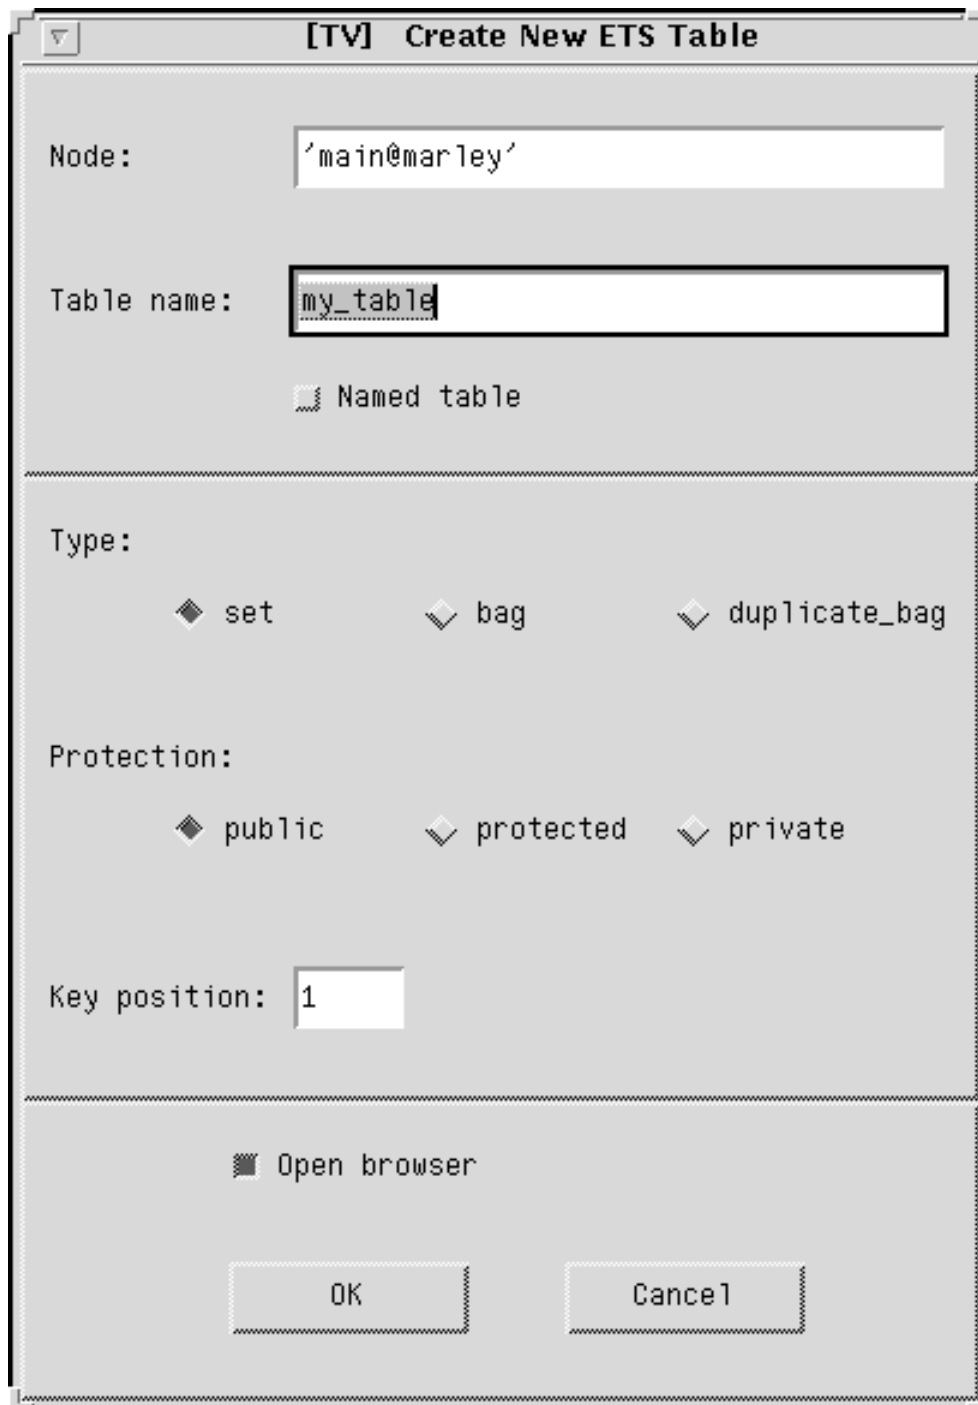 [TV] Create New ETS Table
Node: 'main@marley'
Table name: my_table
Named table
Type:
set bag duplicate_bag
Protection:
public protected private
Key position: 1
Open browser
OK Cancel